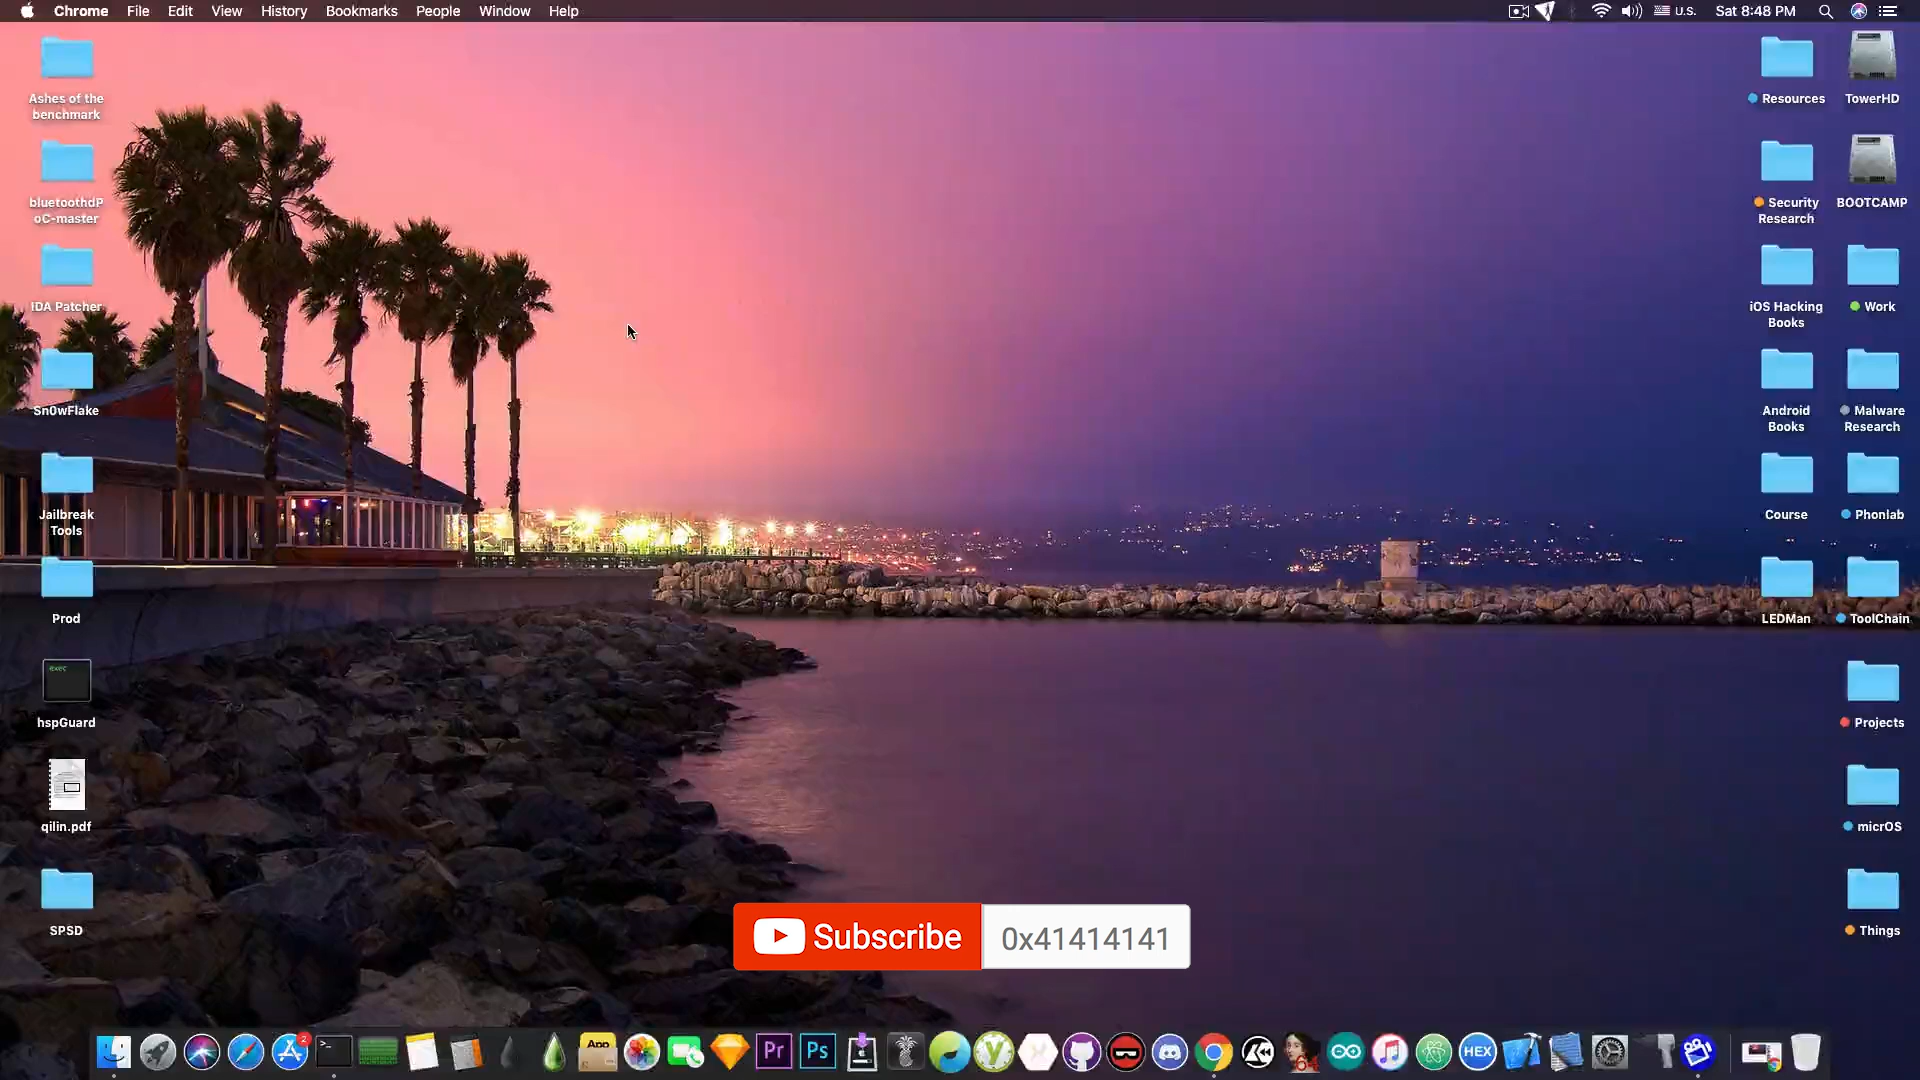 Chrome File Edit View History Bookmarks People Window Help
U.S. Sat 8:48 PM
Ashes of the
benchmark
bluetoothdP
oC-master
IDA Patcher
Sn0wFlake
Jailbreak
Tools
Prod
exec
hspGuard
qilin.pdf
SPSD
Resources
TowerHD
Security
Research
BOOTCAMP
iOS Hacking
Books
Work
Android
Books
Malware
Research
Course
Phonlab
LEDMan
ToolChain
Projects
micrOS
Things
Subscribe 0x41414141
2
>_
App
Pr
Ps
HEX